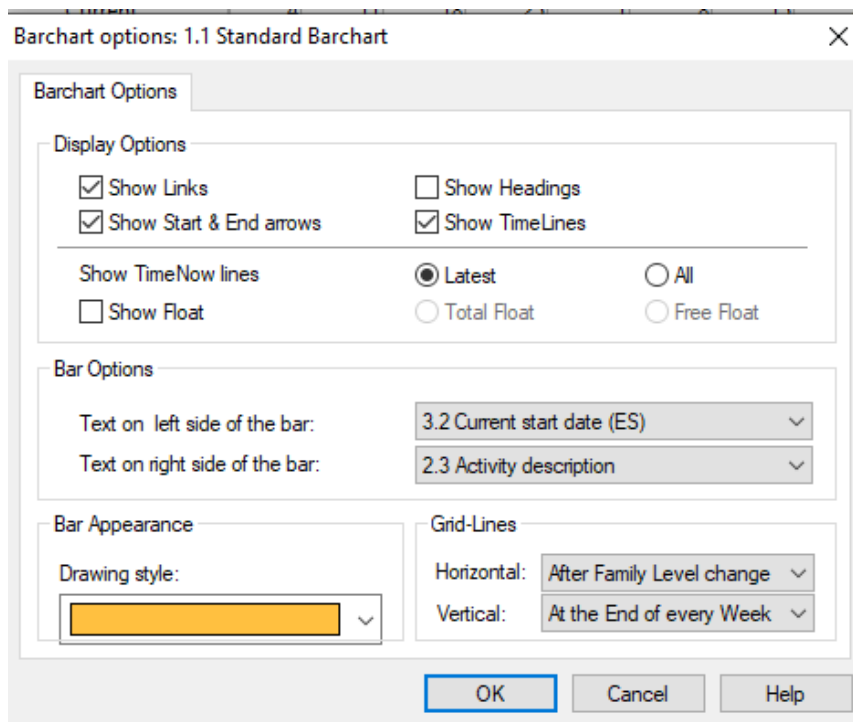 Current
Barchart options: 1.1 Standard Barchart
Barchart Options
Display Options
Show Links Show Headings
Show Start & End arrows Show TimeLines
Show TimeNow lines Latest All
Show Float Total Float Free Float
Bar Options
Text on left side of the bar: 3.2 Current start date (ES)
Text on right side of the bar: 2.3 Activity description
Bar Appearance Grid-Lines
Drawing style: Horizontal: After Family Level change
Vertical: At the End of every Week
OK Cancel Help